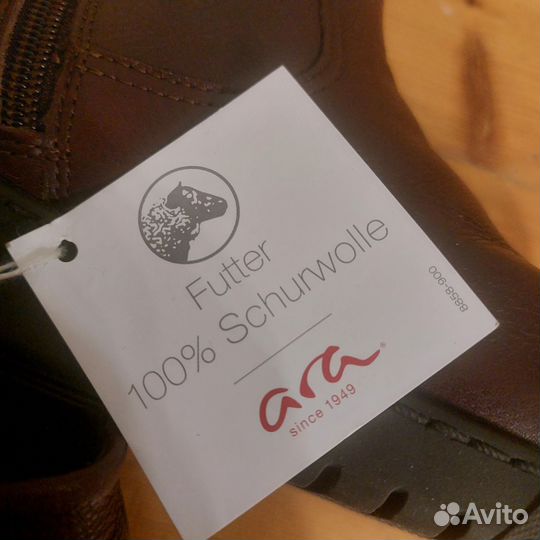 Futter
100% Schurwolle
ara®
since 1949
8858-900
Avito